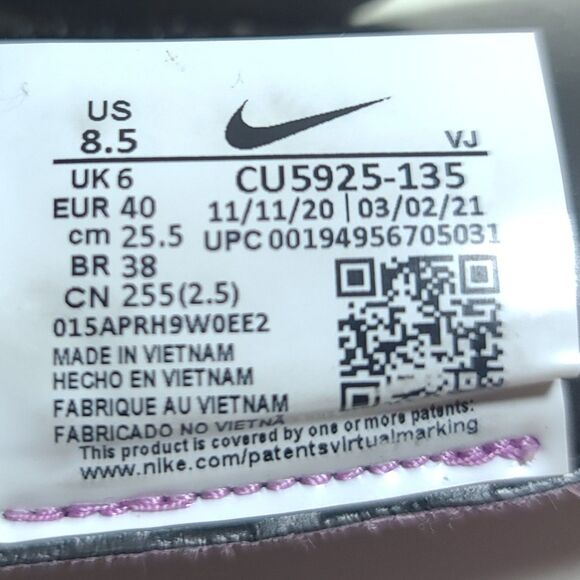 US
8.5
VJ
UK 6
CU5925-135
EUR 40
11/11/20 | 03/02/21
cm 25.5
UPC 00194956705031
BR 38
CN 255(2.5)
015APRH9W0EE2
MADE IN VIETNAM
HECHO EN VIETNAM
FABRIQUE AU VIETNAM
FABRICADO NO VIETNÃ
This product is covered by one or more patents:
www.nike.com/patentsvirtualmarking